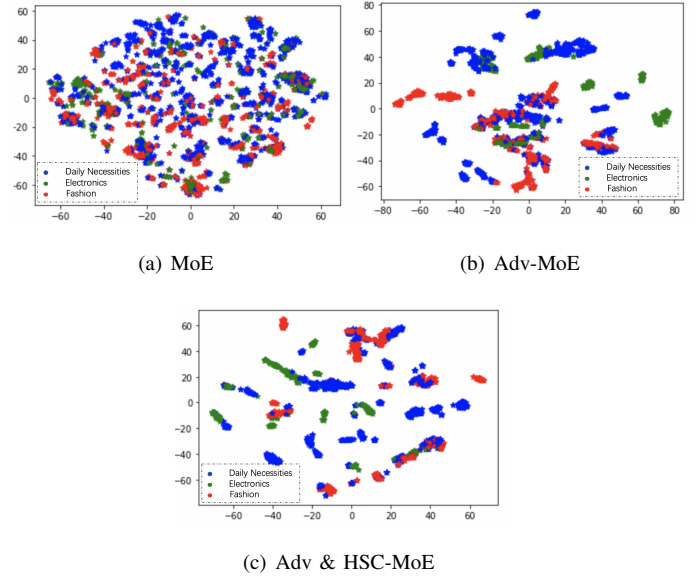 60
40
20
0
−20
−40
−60
−60 −40 −20 0 20 40 60
Daily Necessities
Electronics
Fashion
(a) MoE
80
60
40
20
0
−20
−40
−60
−80 −60 −40 −20 0 20 40 60 80
Daily Necessities
Electronics
Fashion
(b) Adv-MoE
60
40
20
0
−20
−40
−60
−60 −40 −20 0 20 40 60
Daily Necessities
Electronics
Fashion
(c) Adv & HSC-MoE